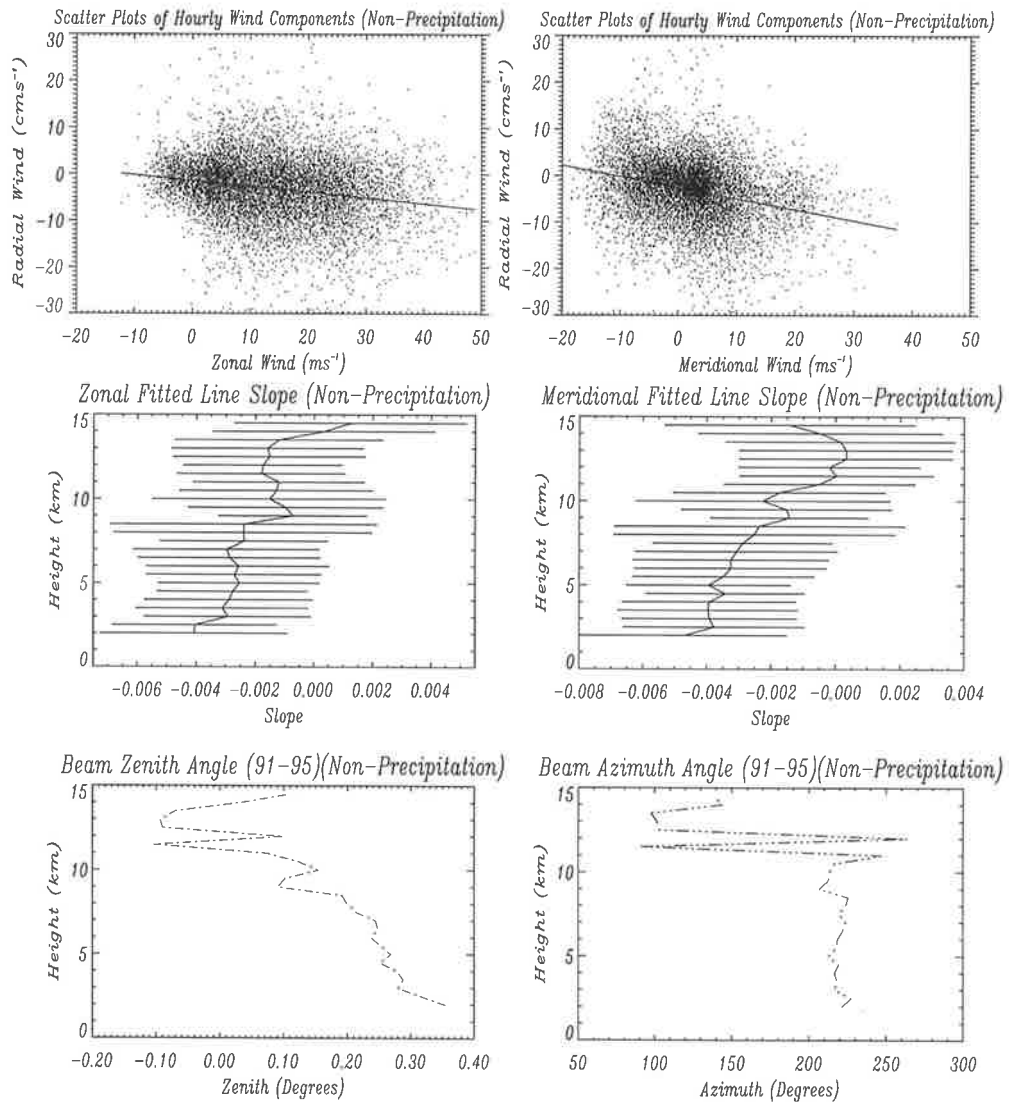 Scatter Plots of Hourly Wind Components (Non-Precipitation)
30
20
10
0
-10
-20
-30
Radial Wind (cms⁻¹)
-20 -10 0 10 20 30 40 50
Zonal Wind (ms⁻¹)
Scatter Plots of Hourly Wind Components (Non-Precipitation)
30
20
10
0
-10
-20
-30
Radial Wind (cms⁻¹)
-20 -10 0 10 20 30 40 50
Meridional Wind (ms⁻¹)
Zonal Fitted Line Slope (Non-Precipitation)
15
10
5
0
Height (km)
-0.006 -0.004 -0.002 0.000 0.002 0.004
Slope
Meridional Fitted Line Slope (Non-Precipitation)
15
10
5
0
Height (km)
-0.008 -0.006 -0.004 -0.002 -0.000 0.002 0.004
Slope
Beam Zenith Angle (91-95)(Non-Precipitation)
15
10
5
0
Height (km)
-0.20 -0.10 0.00 0.10 0.20 0.30 0.40
Zenith (Degrees)
Beam Azimuth Angle (91-95)(Non-Precipitation)
15
10
5
0
Height (km)
50 100 150 200 250 300
Azimuth (Degrees)